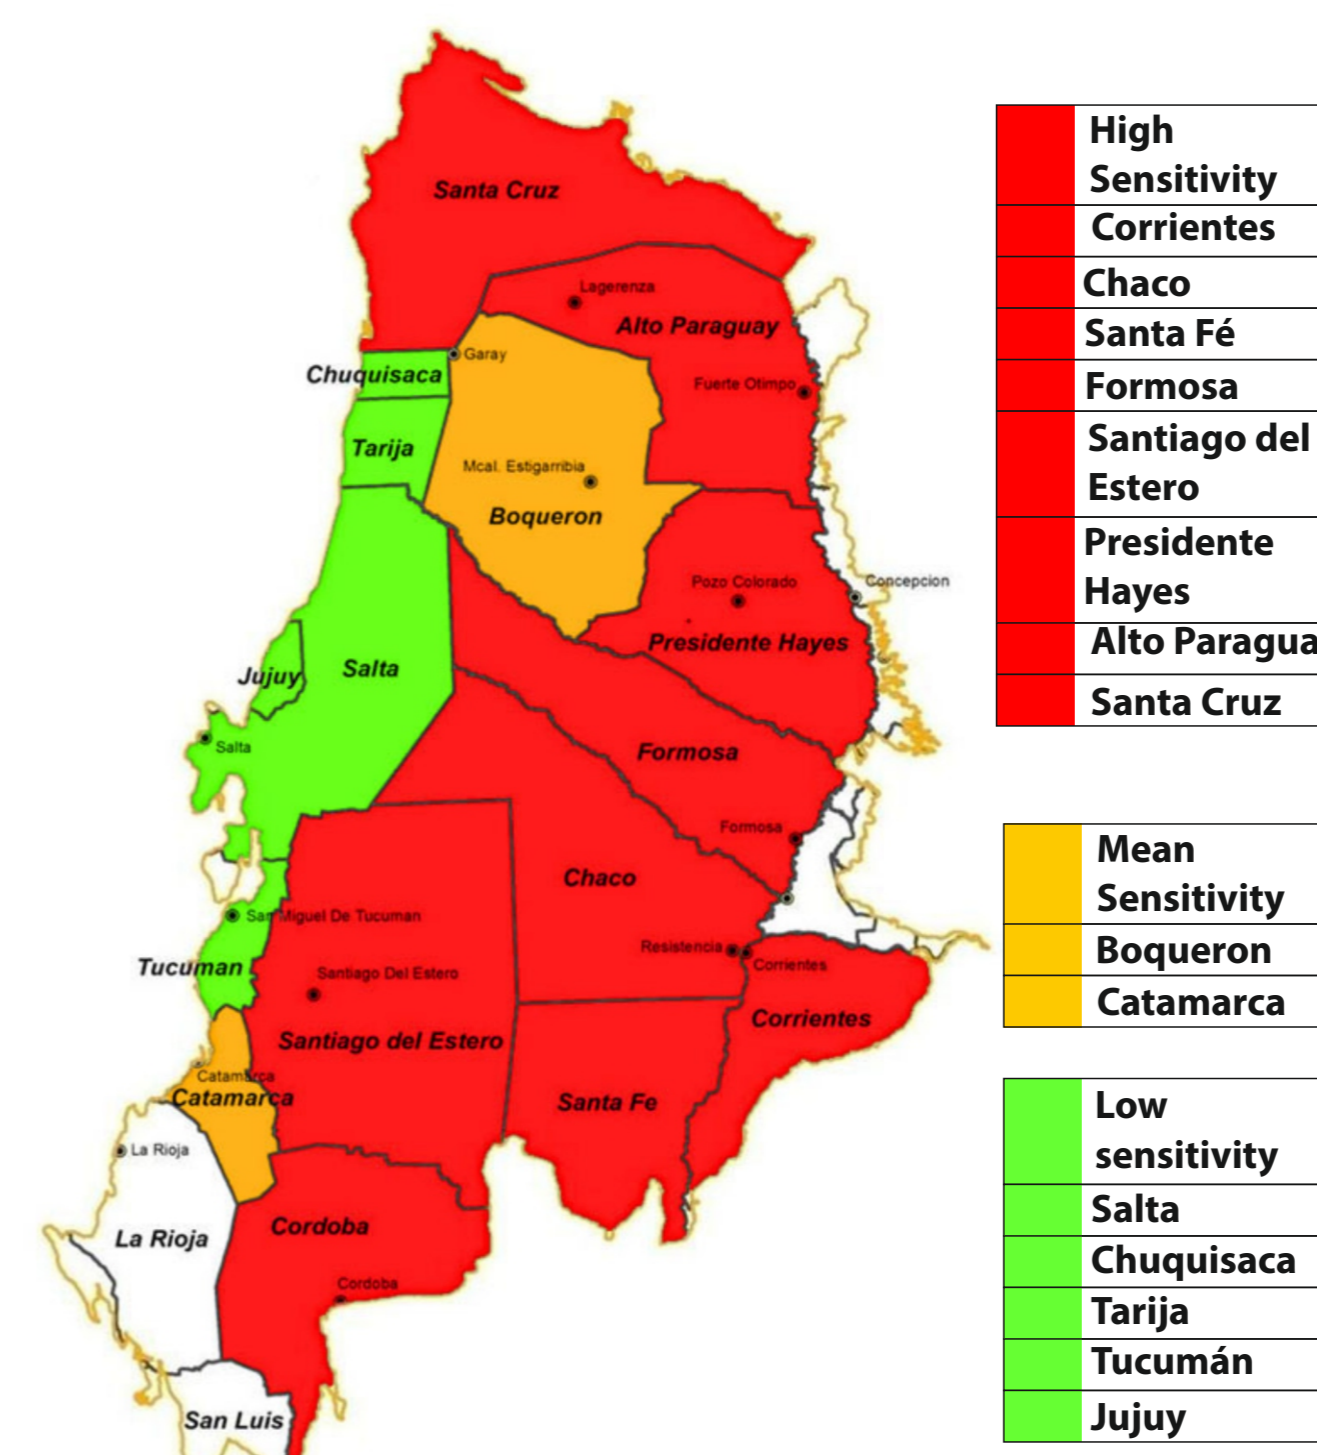 Santa Cruz
Lagerenza
Alto Paraguay
Garay
Chuquisaca
Fuerte Otimpo
Tarija
Mcal. Estigarribia
Boqueron
Pozo Colorado
Concepcion
Presidente Hayes
Jujuy
Salta
Salta
Formosa
Formosa
Chaco
San Miguel De Tucuman
Resistencia
Corrientes
Tucuman
Santiago Del Estero
Corrientes
Santiago del Estero
Catamarca
Catamarca
Santa Fe
La Rioja
La Rioja
Cordoba
Cordoba
San Luis
High
Sensitivity
Corrientes
Chaco
Santa Fé
Formosa
Santiago del
Estero
Presidente
Hayes
Alto Paragua
Santa Cruz
Mean
Sensitivity
Boqueron
Catamarca
Low
sensitivity
Salta
Chuquisaca
Tarija
Tucumán
Jujuy